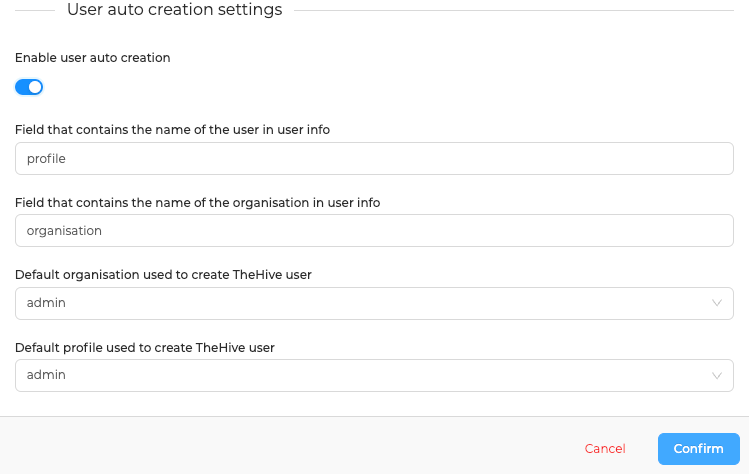 User auto creation settings
Enable user auto creation
Field that contains the name of the user in user info
profile
Field that contains the name of the organisation in user info
organisation
Default organisation used to create TheHive user
admin
Default profile used to create TheHive user
admin
Cancel Confirm